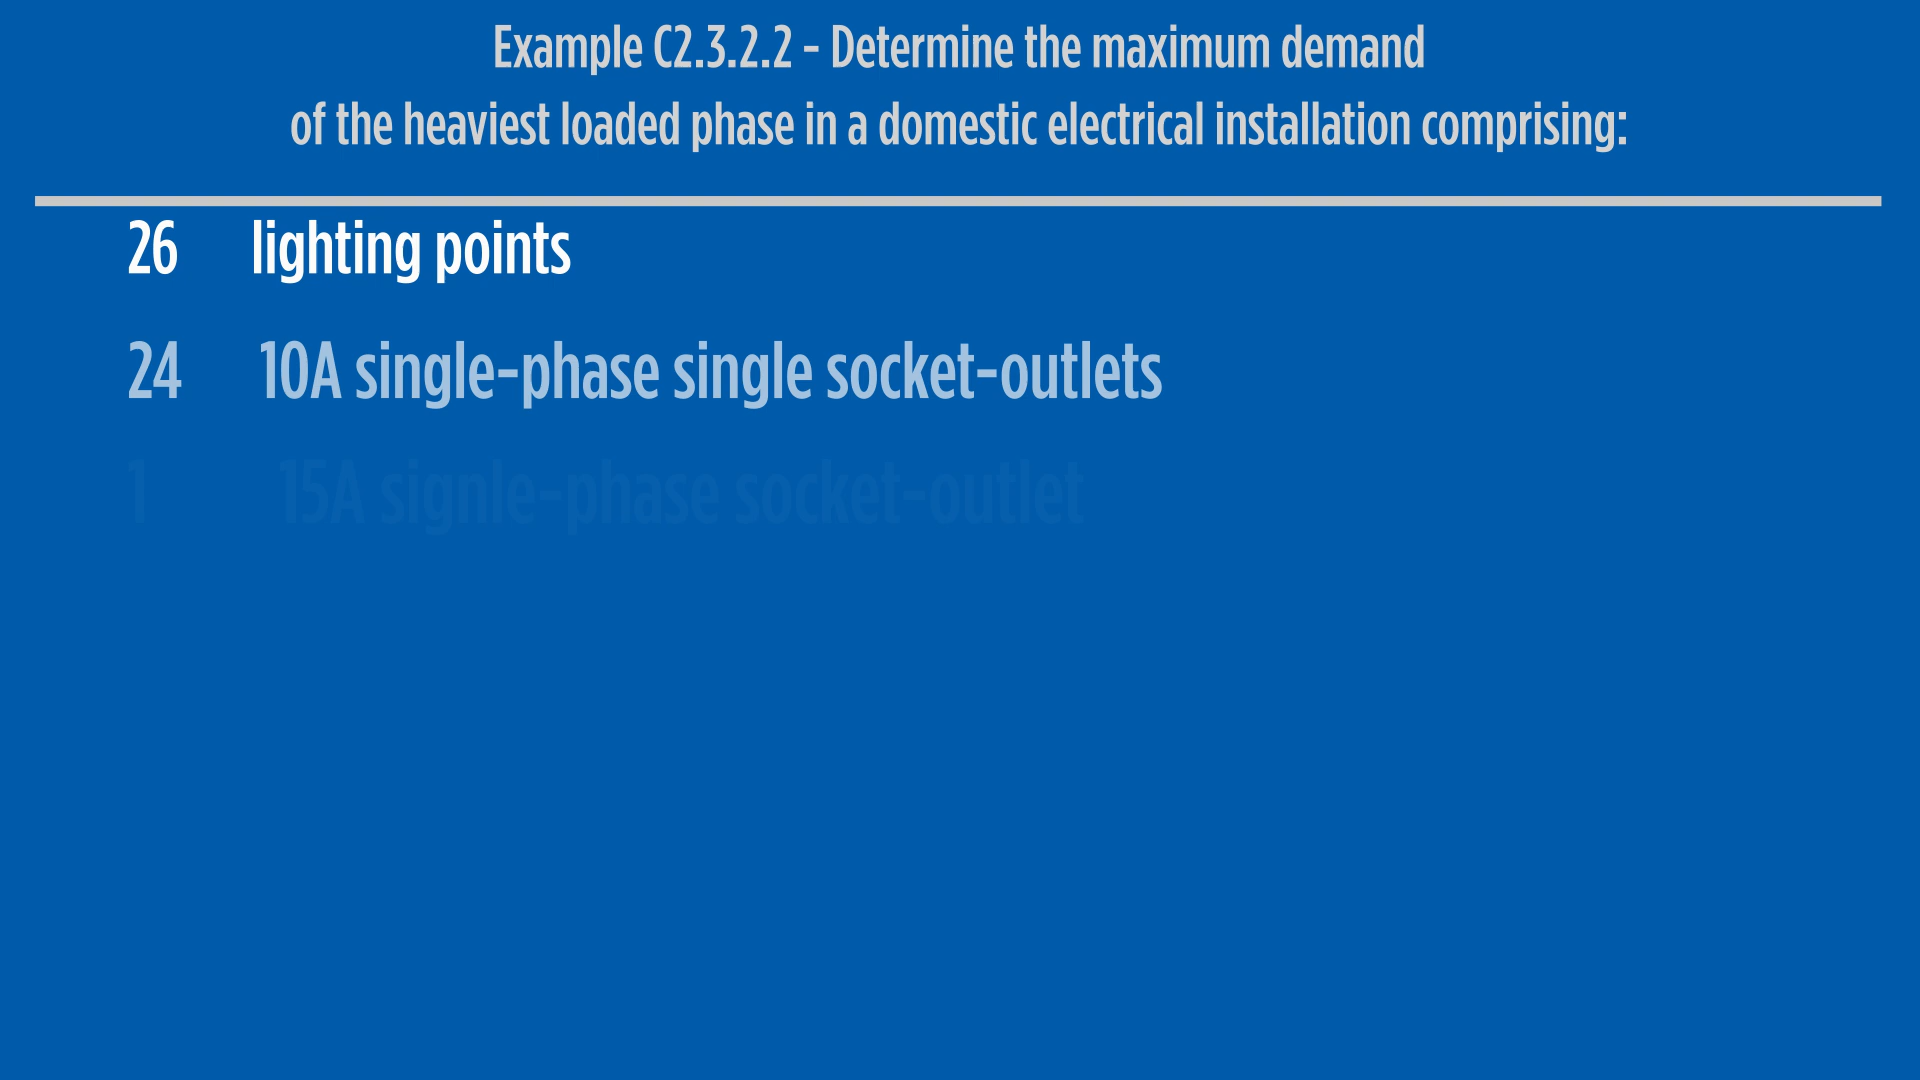 Example C2.3.2.2 - Determine the maximum demand
of the heaviest loaded phase in a domestic electrical installation comprising:
26 lighting points
24 10A single-phase single socket-outlets
1 15A signle-phase socket-outlet